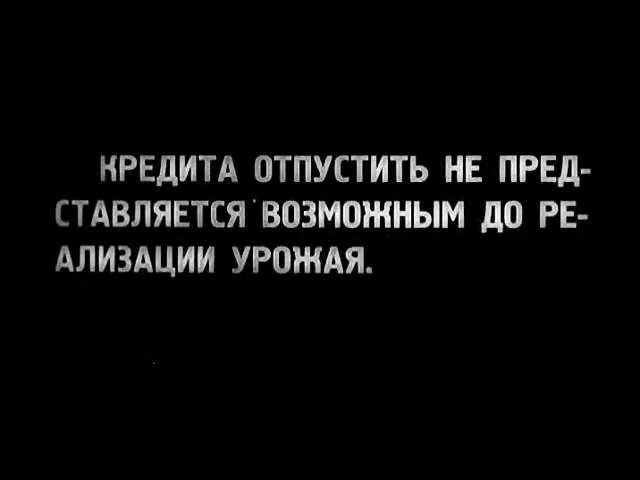 КРЕДИТА ОТПУСТИТЬ НЕ ПРЕД-
СТАВЛЯЕТСЯ ВОЗМОЖНЫМ ДО РЕ-
АЛИЗАЦИИ УРОЖАЯ.